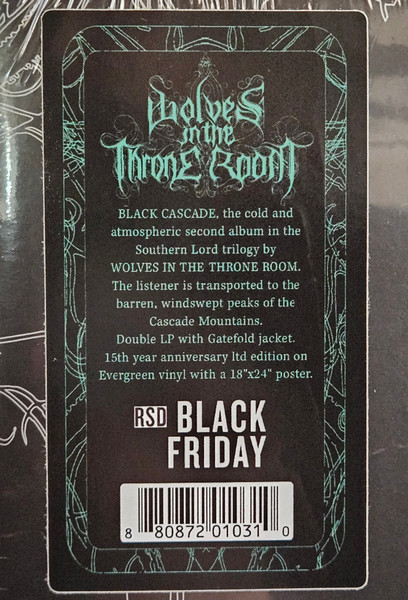 Wolves
in the
Throne Room
BLACK CASCADE, the cold and
atmospheric second album in the
Southern Lord trilogy by
WOLVES IN THE THRONE ROOM.
The listener is transported to the
barren, windswept peaks of the
Cascade Mountains.
Double LP with Gatefold jacket.
15th year anniversary ltd edition on
Evergreen vinyl with a 18"x24" poster.
RSD BLACK
FRIDAY
8 80872 01031 0